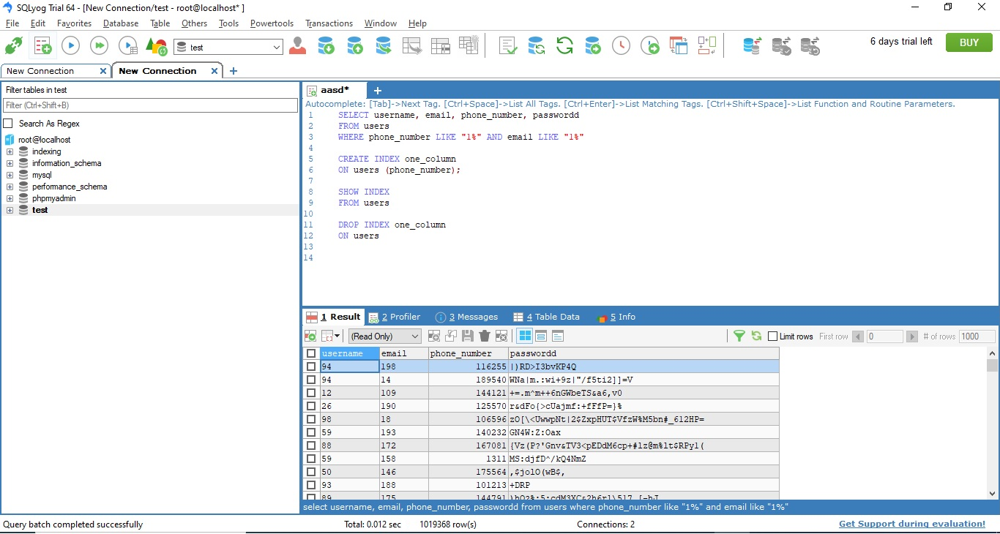 SQLyog Trial 64 - [New Connection/test - root@localhost* ]
File Edit Favorites Database Table Others Tools Powertools Transactions Window Help
test
6 days trial left
BUY
New Connection
New Connection
Filter tables in test
Filter (Ctrl+Shift+B)
Search As Regex
root@localhost
indexing
information_schema
mysql
performance_schema
phpmyadmin
test
aasd*
Autocomplete: [Tab]->Next Tag. [Ctrl+Space]->List All Tags. [Ctrl+Enter]->List Matching Tags. [Ctrl+Shift+Space]->List Function and Routine Parameters.
1 SELECT username, email, phone_number, passwordd
2 FROM users
3 WHERE phone_number LIKE "1%" AND email LIKE "1%"
4
5 CREATE INDEX one_column
6 ON users (phone_number);
7
8 SHOW INDEX
9 FROM users
10
11 DROP INDEX one_column
12 ON users
13
14
1 Result 2 Profiler 3 Messages 4 Table Data 5 Info
(Read Only) Limit rows First row 0 # of rows 1000
username email phone_number passwordd
94 198 116255 |)RD>I3bvKP4Q
94 14 189540 WNa|m.:wi+9z|"/f5ti2]]=V
12 109 144121 +=.m^m++6nGWbeTS&a6,v0
26 190 125570 r&dFo{>cUajmf:+fFfP=}%
98 18 106596 zO[\<UwwpNt|2$ZxpHUT$VfzW%M5bn#_612HP=
59 193 140232 GN4W:Z:Oax
88 172 167081 {Vz(P?'Gnv&TV3<pEDdM6cp+#lz@m%lt$RPyl(
59 158 1311 MS:djfD^/kQ4NmZ
50 146 175564 ,$jolO(wB$,
93 188 101213 +DRP
89 175 144791
select username, email, phone_number, passwordd from users where phone_number like "1%" and email like "1%"
Query batch completed successfully
Total: 0.012 sec
1019368 row(s)
Connections: 2
Get Support during evaluation!